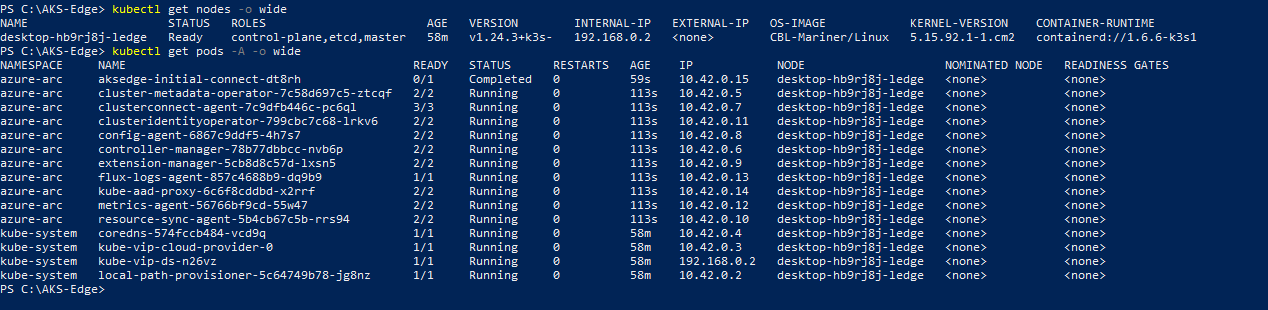 PS C:\AKS-Edge> kubectl get nodes -o wide
NAME                    STATUS   ROLES                       AGE   VERSION         INTERNAL-IP   EXTERNAL-IP   OS-IMAGE            KERNEL-VERSION     CONTAINER-RUNTIME
desktop-hb9rj8j-ledge   Ready    control-plane,etcd,master   58m   v1.24.3+k3s-    192.168.0.2   <none>        CBL-Mariner/Linux   5.15.92.1-1.cm2    containerd://1.6.6-k3s1
PS C:\AKS-Edge> kubectl get pods -A -o wide
NAMESPACE     NAME                                        READY   STATUS      RESTARTS   AGE    IP            NODE                    NOMINATED NODE   READINESS GATES
azure-arc     aksedge-initial-connect-dt8rh               0/1     Completed   0          59s    10.42.0.15    desktop-hb9rj8j-ledge   <none>           <none>
azure-arc     cluster-metadata-operator-7c58d697c5-ztcqf  2/2     Running     0          113s   10.42.0.5     desktop-hb9rj8j-ledge   <none>           <none>
azure-arc     clusterconnect-agent-7c9dfb446c-pc6ql       3/3     Running     0          113s   10.42.0.7     desktop-hb9rj8j-ledge   <none>           <none>
azure-arc     clusteridentityoperator-799cbc7c68-lrkv6    2/2     Running     0          113s   10.42.0.11    desktop-hb9rj8j-ledge   <none>           <none>
azure-arc     config-agent-6867c9ddf5-4h7s7               2/2     Running     0          113s   10.42.0.8     desktop-hb9rj8j-ledge   <none>           <none>
azure-arc     controller-manager-78b77dbbcc-nvb6p         2/2     Running     0          113s   10.42.0.6     desktop-hb9rj8j-ledge   <none>           <none>
azure-arc     extension-manager-5cb8d8c57d-lxsn5          2/2     Running     0          113s   10.42.0.9     desktop-hb9rj8j-ledge   <none>           <none>
azure-arc     flux-logs-agent-857c4688b9-dq9b9            1/1     Running     0          113s   10.42.0.13    desktop-hb9rj8j-ledge   <none>           <none>
azure-arc     kube-aad-proxy-6c6f8cddbd-x2rrf             2/2     Running     0          113s   10.42.0.14    desktop-hb9rj8j-ledge   <none>           <none>
azure-arc     metrics-agent-56766bf9cd-55w47              2/2     Running     0          113s   10.42.0.12    desktop-hb9rj8j-ledge   <none>           <none>
azure-arc     resource-sync-agent-5b4cb67c5b-rrs94        2/2     Running     0          113s   10.42.0.10    desktop-hb9rj8j-ledge   <none>           <none>
kube-system   coredns-574fccb484-vcd9q                    1/1     Running     0          58m    10.42.0.4     desktop-hb9rj8j-ledge   <none>           <none>
kube-system   kube-vip-cloud-provider-0                   1/1     Running     0          58m    10.42.0.3     desktop-hb9rj8j-ledge   <none>           <none>
kube-system   kube-vip-ds-n26vz                           1/1     Running     0          58m    192.168.0.2   desktop-hb9rj8j-ledge   <none>           <none>
kube-system   local-path-provisioner-5c64749b78-jg8nz     1/1     Running     0          58m    10.42.0.2     desktop-hb9rj8j-ledge   <none>           <none>
PS C:\AKS-Edge>